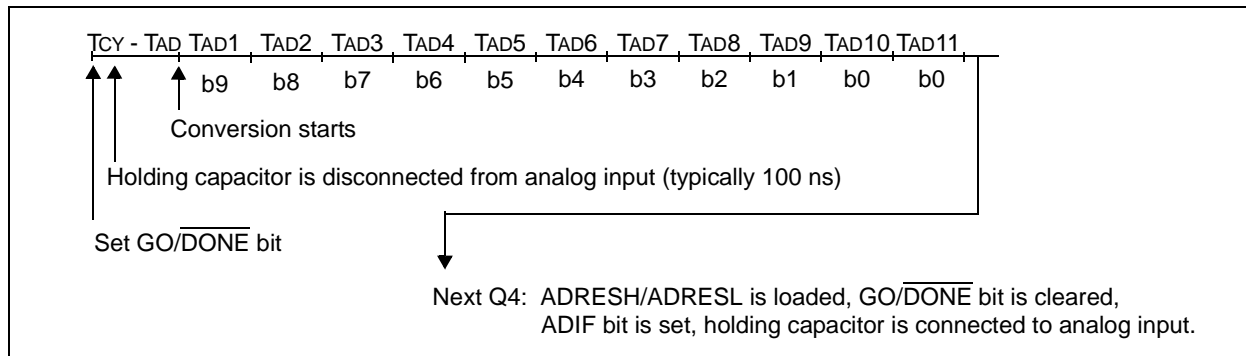 TCY - TAD TAD1 TAD2 TAD3 TAD4 TAD5 TAD6 TAD7 TAD8 TAD9 TAD10 TAD11
b9 b8 b7 b6 b5 b4 b3 b2 b1 b0 b0
Conversion starts
Holding capacitor is disconnected from analog input (typically 100 ns)
Set GO/DONE bit
Next Q4: ADRESH/ADRESL is loaded, GO/DONE bit is cleared,
ADIF bit is set, holding capacitor is connected to analog input.